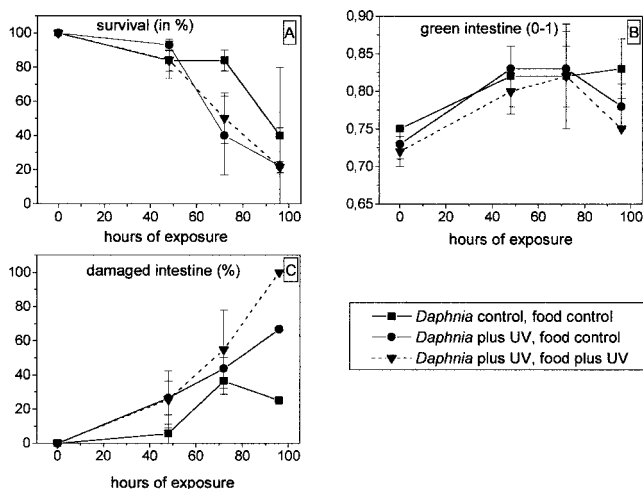 survival (in %)
A
100
80
60
40
20
0
0 20 40 60 80 100
hours of exposure
green intestine (0-1)
B
0,90
0,85
0,80
0,75
0,70
0,65
0 20 40 60 80 100
hours of exposure
damaged intestine (%)
C
100
80
60
40
20
0
0 20 40 60 80 100
hours of exposure
Daphnia control, food control
Daphnia plus UV, food control
Daphnia plus UV, food plus UV